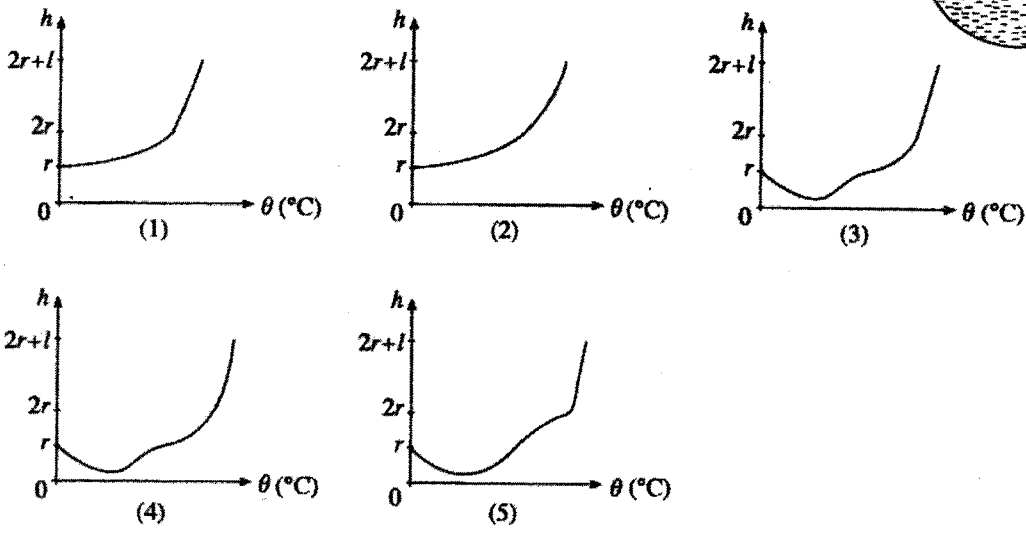 h
2r+l
2r
r
0
θ (°C)
(1)
h
2r+l
2r
r
0
θ (°C)
(2)
h
2r+l
2r
r
0
θ (°C)
(3)
h
2r+l
2r
r
0
θ (°C)
(4)
h
2r+l
2r
r
0
θ (°C)
(5)